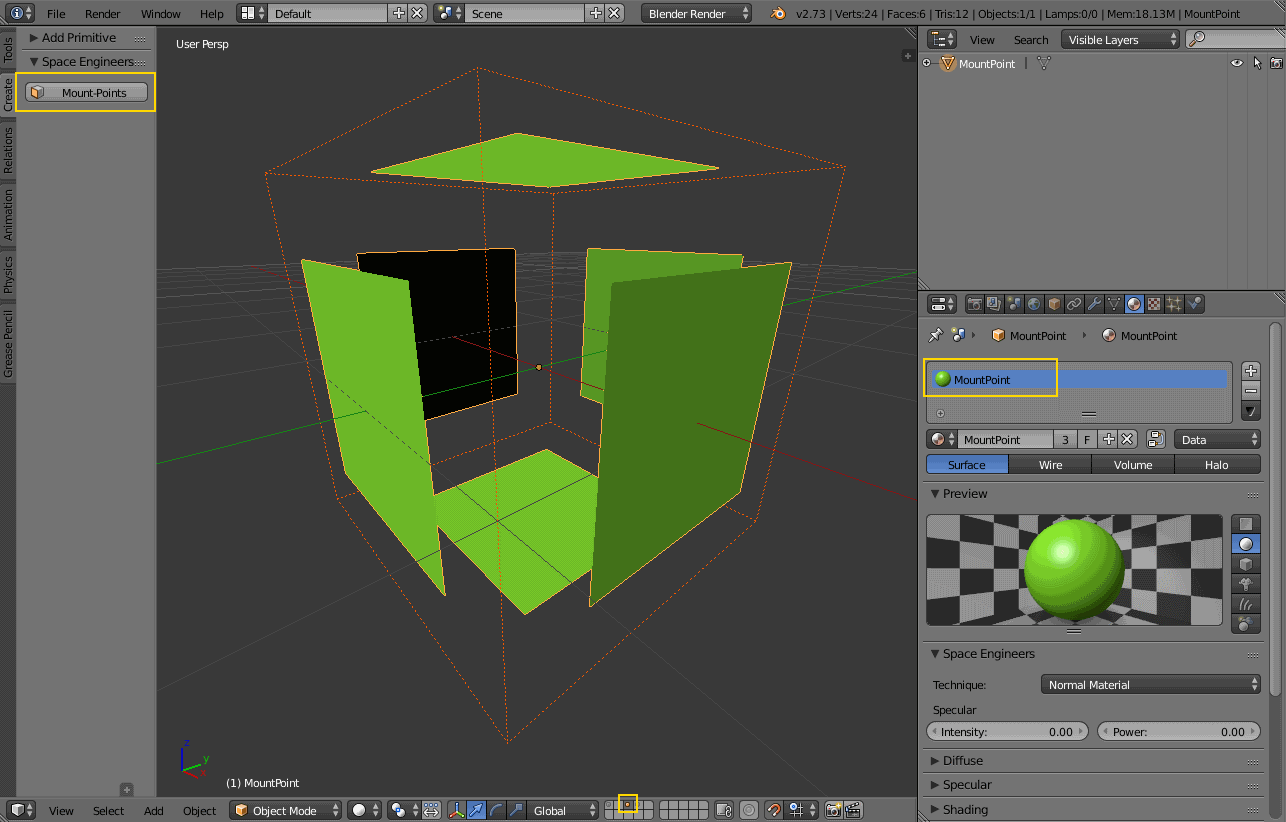 File Render Window Help Default Scene Blender Render v2.73 | Verts:24 | Faces:6 | Tris:12 | Objects:1/1 | Lamps:0/0 | Mem:18.13M | MountPoint
Tools
Create
Relations
Animation
Physics
Grease Pencil
Add Primitive
Space Engineers
Mount-Points
User Persp
z
y
x
(1) MountPoint
View Select Add Object Object Mode Global
View Search Visible Layers
MountPoint
MountPoint MountPoint
MountPoint
MountPoint 3 F Data
Surface Wire Volume Halo
Preview
Space Engineers
Technique: Normal Material
Specular
Intensity: 0.00 Power: 0.00
Diffuse
Specular
Shading